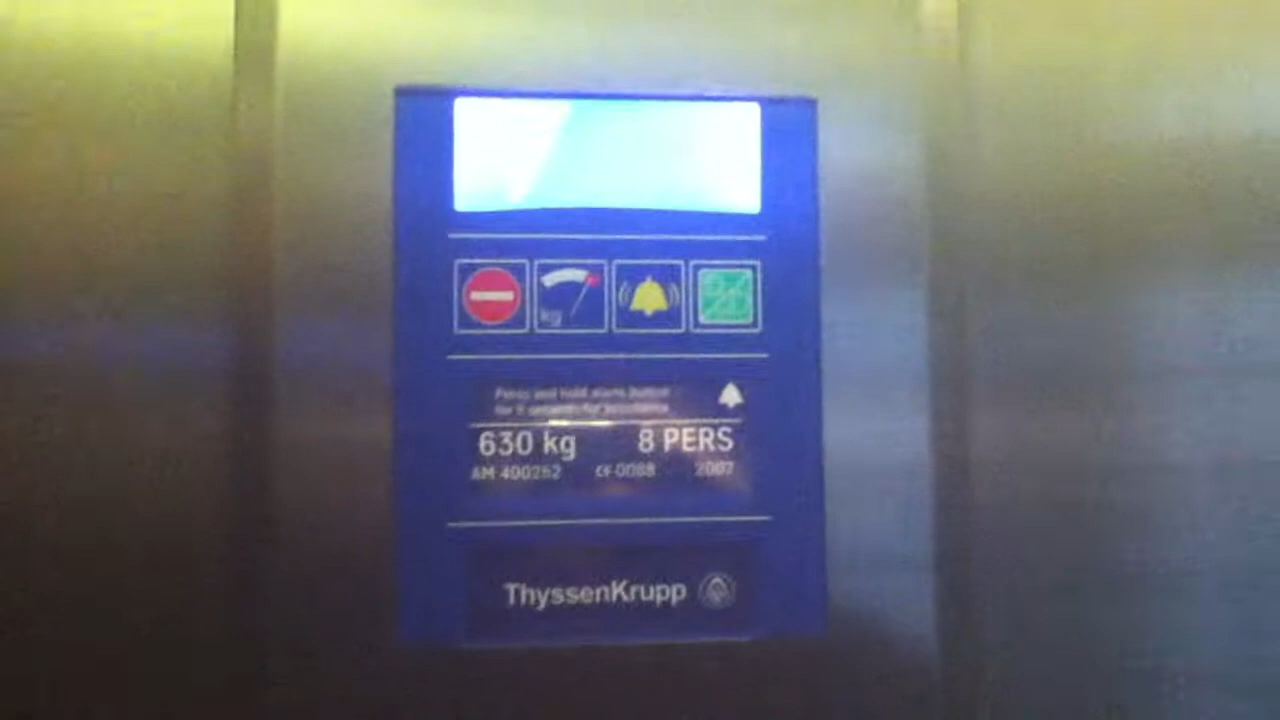 kg
Press and hold alarm button
for 5 seconds for assistance
630 kg 8 PERS
AM 400262 CE 0088 2007
ThyssenKrupp